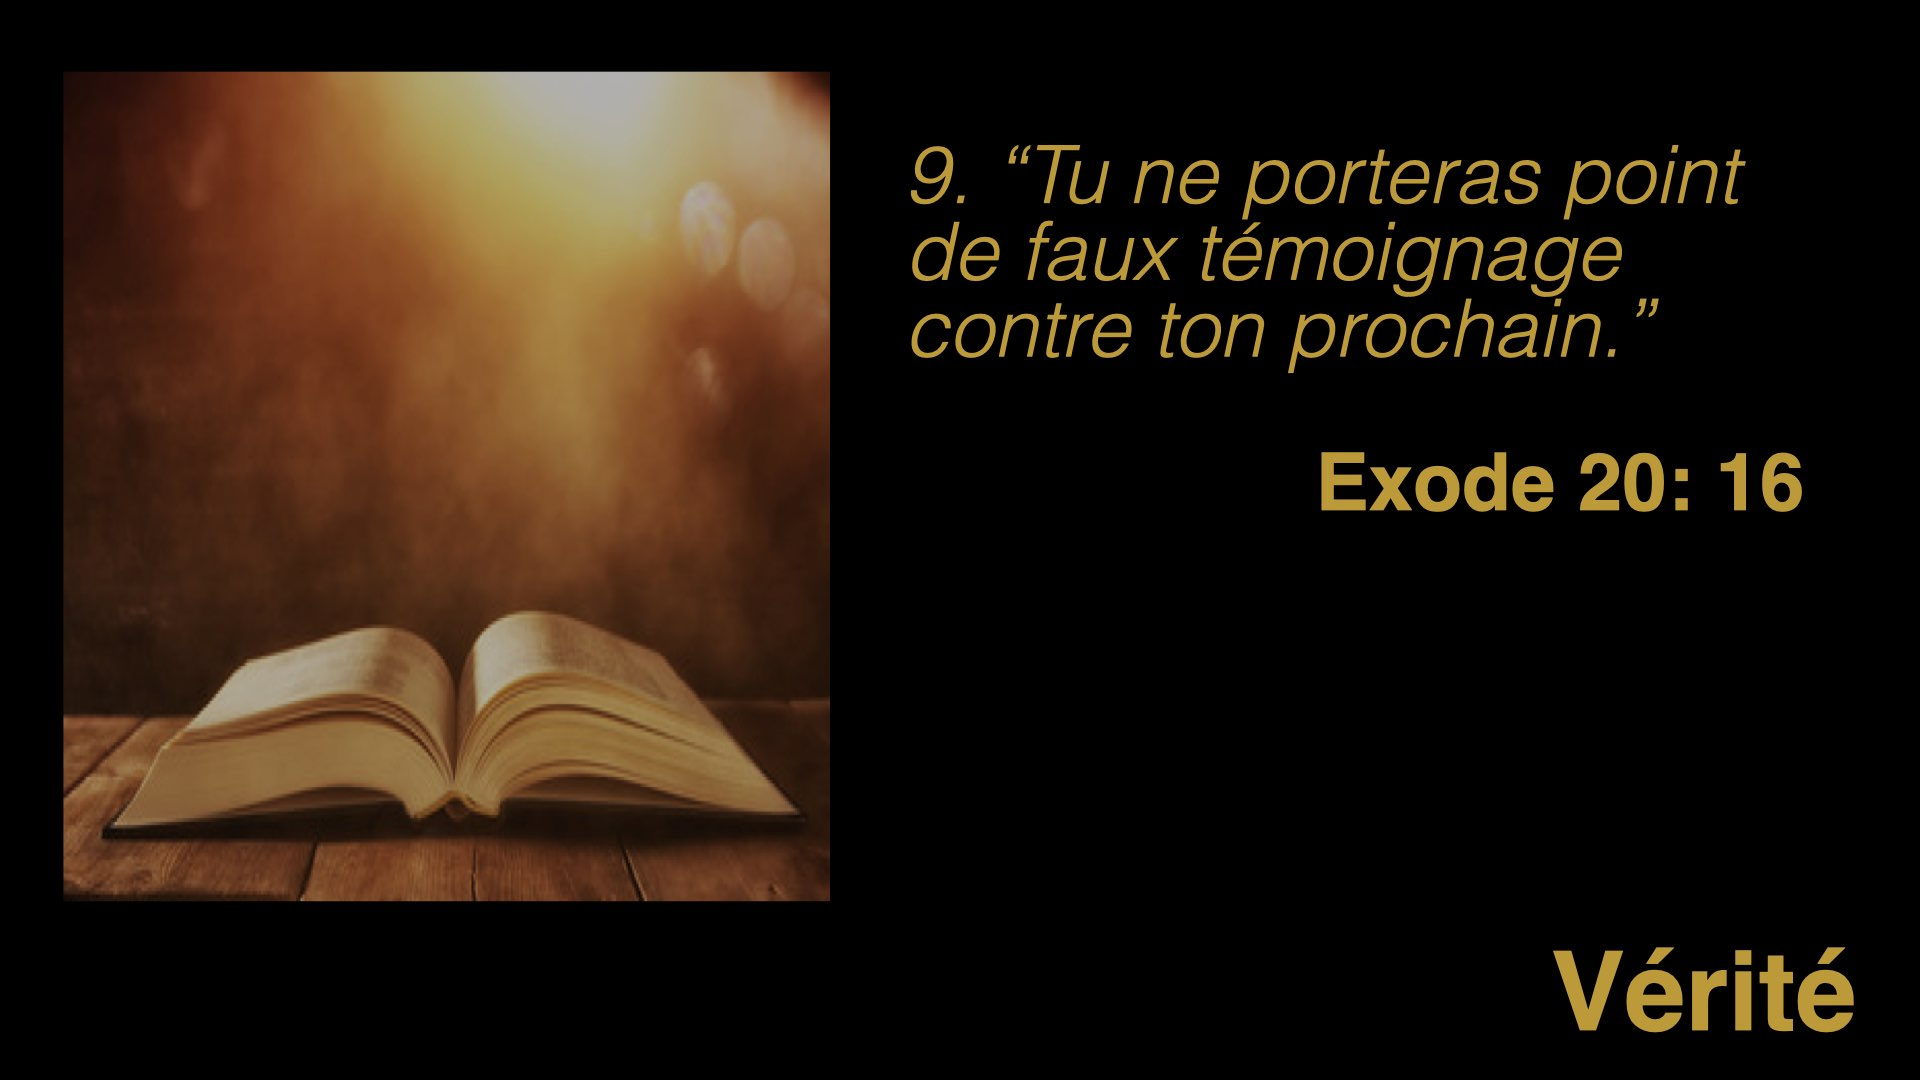 9. “Tu ne porteras point
de faux témoignage
contre ton prochain.”
Exode 20: 16
Vérité